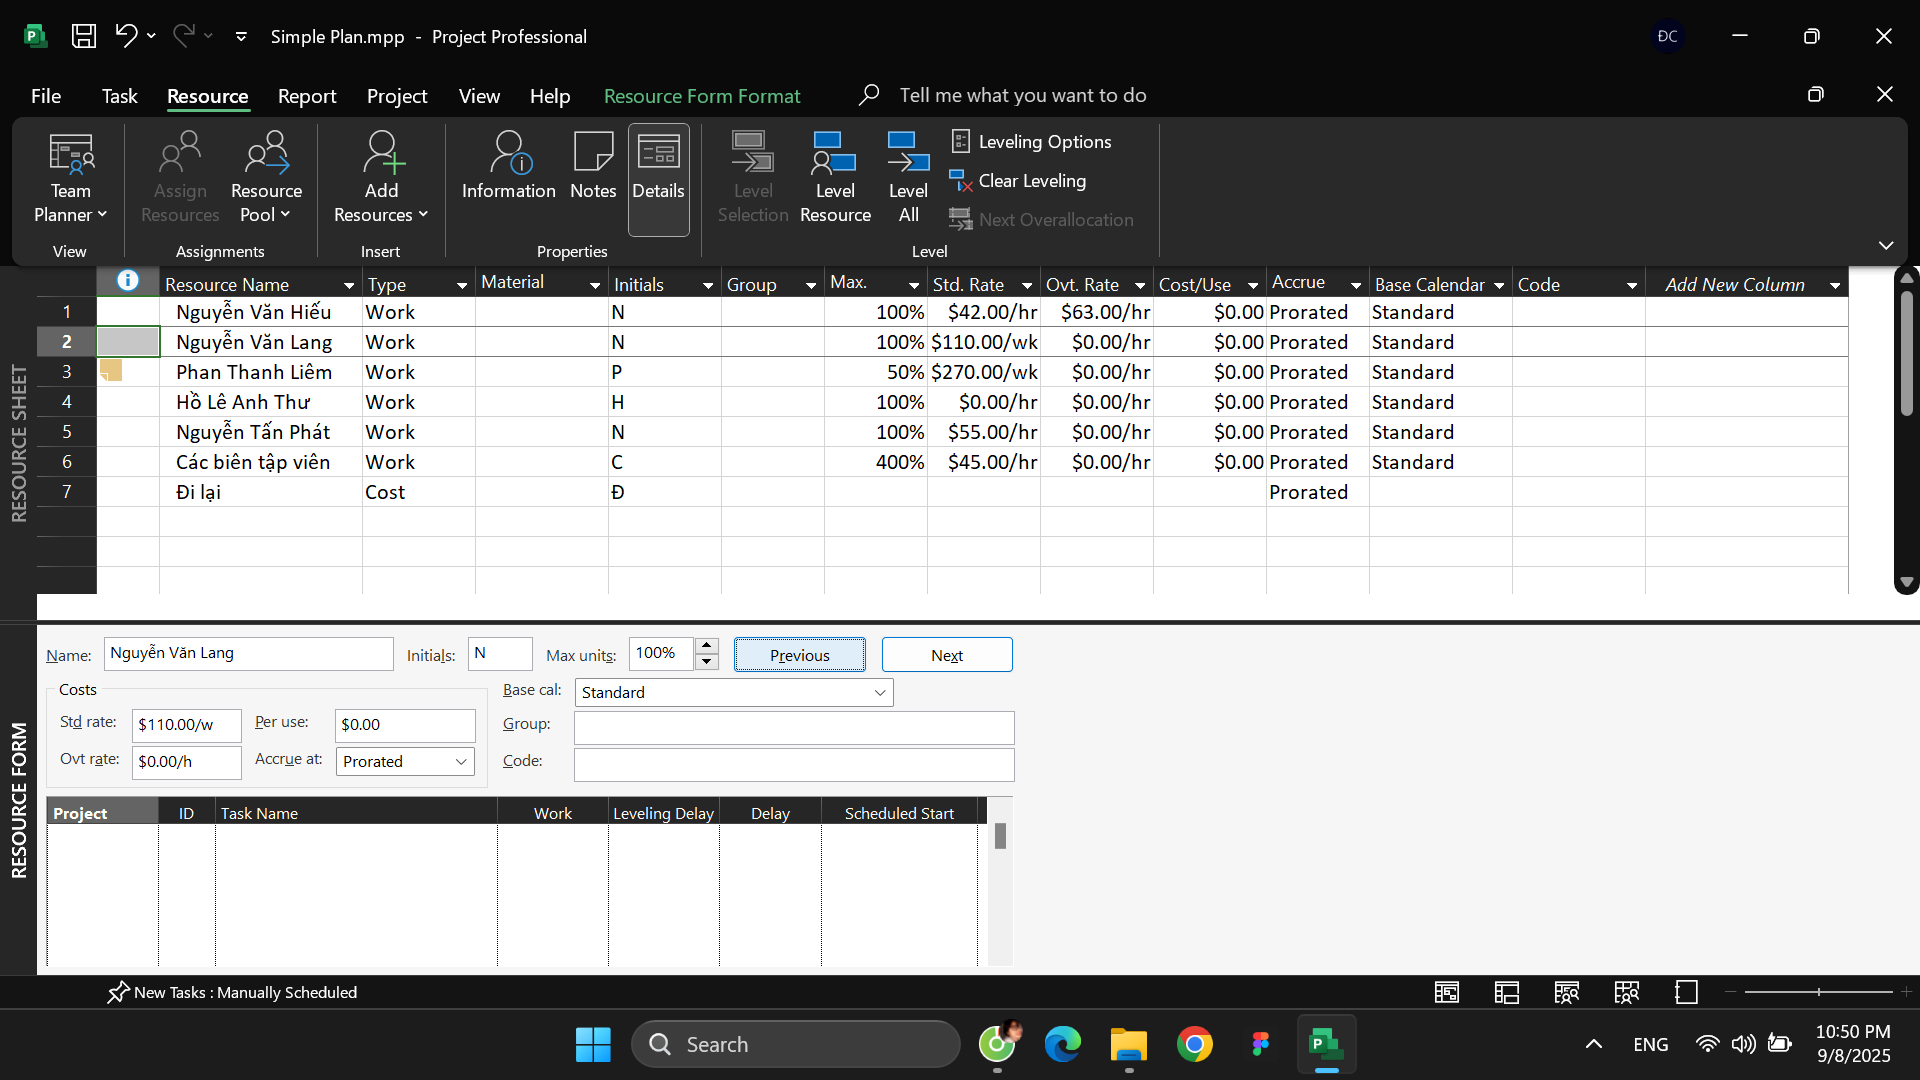 Simple Plan.mpp - Project Professional
ĐC
File Task Resource Report Project View Help Resource Form Format Tell me what you want to do
Team Planner
View
Assign Resources
Resource Pool
Assignments
Add Resources
Insert
Information
Notes
Details
Properties
Level Selection
Level Resource
Level All
Leveling Options
Clear Leveling
Next Overallocation
Level
RESOURCE SHEET
Resource Name Type Material Initials Group Max. Std. Rate Ovt. Rate Cost/Use Accrue Base Calendar Code Add New Column
1 Nguyễn Văn Hiếu Work N 100% $42.00/hr $63.00/hr $0.00 Prorated Standard
2 Nguyễn Văn Lang Work N 100% $110.00/wk $0.00/hr $0.00 Prorated Standard
3 Phan Thanh Liêm Work P 50% $270.00/wk $0.00/hr $0.00 Prorated Standard
4 Hồ Lê Anh Thư Work H 100% $0.00/hr $0.00/hr $0.00 Prorated Standard
5 Nguyễn Tấn Phát Work N 100% $55.00/hr $0.00/hr $0.00 Prorated Standard
6 Các biên tập viên Work C 400% $45.00/hr $0.00/hr $0.00 Prorated Standard
7 Đi lại Cost Đ Prorated
RESOURCE FORM
Name: Nguyễn Văn Lang Initials: N Max units: 100% Previous Next
Costs
Std rate: $110.00/w Per use: $0.00
Ovt rate: $0.00/h Accrue at: Prorated
Base cal: Standard
Group:
Code:
Project ID Task Name Work Leveling Delay Delay Scheduled Start
New Tasks : Manually Scheduled
Search
ENG
10:50 PM
9/8/2025